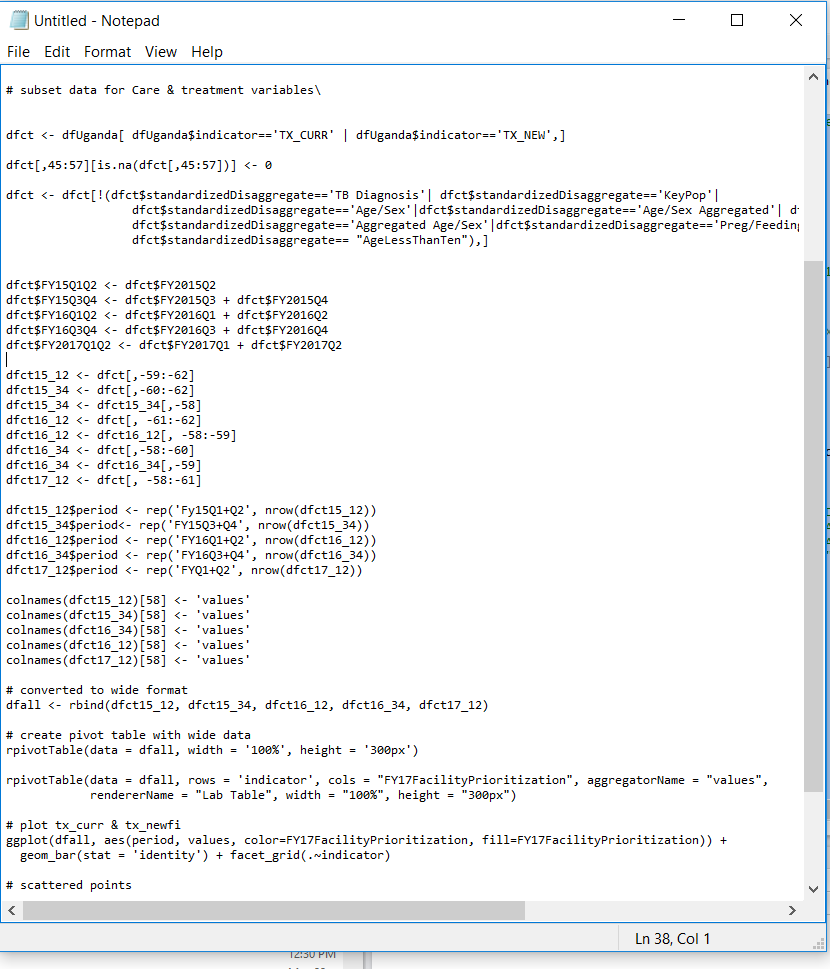 Untitled - Notepad
File Edit Format View Help
# subset data for Care & treatment variables\
dfct <- dfUganda[ dfUganda$indicator=='TX_CURR' | dfUganda$indicator=='TX_NEW',]
dfct[,45:57][is.na(dfct[,45:57])] <- 0
dfct <- dfct[!(dfct$standardizedDisaggregate=='TB Diagnosis'| dfct$standardizedDisaggregate=='KeyPop'|
dfct$standardizedDisaggregate=='Age/Sex'|dfct$standardizedDisaggregate=='Age/Sex Aggregated'|
dfct$standardizedDisaggregate=='Aggregated Age/Sex'|dfct$standardizedDisaggregate=='Preg/Feeding
dfct$standardizedDisaggregate== "AgeLessThanTen"),]
dfct$FY15Q1Q2 <- dfct$FY2015Q2
dfct$FY15Q3Q4 <- dfct$FY2015Q3 + dfct$FY2015Q4
dfct$FY16Q1Q2 <- dfct$FY2016Q1 + dfct$FY2016Q2
dfct$FY16Q3Q4 <- dfct$FY2016Q3 + dfct$FY2016Q4
dfct$FY2017Q1Q2 <- dfct$FY2017Q1 + dfct$FY2017Q2
dfct15_12 <- dfct[,-59:-62]
dfct15_34 <- dfct[,-60:-62]
dfct15_34 <- dfct15_34[,-58]
dfct16_12 <- dfct[, -61:-62]
dfct16_12 <- dfct16_12[, -58:-59]
dfct16_34 <- dfct[,-58:-60]
dfct16_34 <- dfct16_34[,-59]
dfct17_12 <- dfct[, -58:-61]
dfct15_12$period <- rep('Fy15Q1+Q2', nrow(dfct15_12))
dfct15_34$period<- rep('FY15Q3+Q4', nrow(dfct15_34))
dfct16_12$period <- rep('FY16Q1+Q2', nrow(dfct16_12))
dfct16_34$period <- rep('FY16Q3+Q4', nrow(dfct16_34))
dfct17_12$period <- rep('FYQ1+Q2', nrow(dfct17_12))
colnames(dfct15_12)[58] <- 'values'
colnames(dfct15_34)[58] <- 'values'
colnames(dfct16_34)[58] <- 'values'
colnames(dfct16_12)[58] <- 'values'
colnames(dfct17_12)[58] <- 'values'
# converted to wide format
dfall <- rbind(dfct15_12, dfct15_34, dfct16_12, dfct16_34, dfct17_12)
# create pivot table with wide data
rpivotTable(data = dfall, width = '100%', height = '300px')
rpivotTable(data = dfall, rows = 'indicator', cols = "FY17FacilityPrioritization", aggregatorName = "values",
rendererName = "Lab Table", width = "100%", height = "300px")
# plot tx_curr & tx_newfi
ggplot(dfall, aes(period, values, color=FY17FacilityPrioritization, fill=FY17FacilityPrioritization)) +
geom_bar(stat = 'identity') + facet_grid(.~indicator)
# scattered points
Ln 38, Col 1
12:30 PM